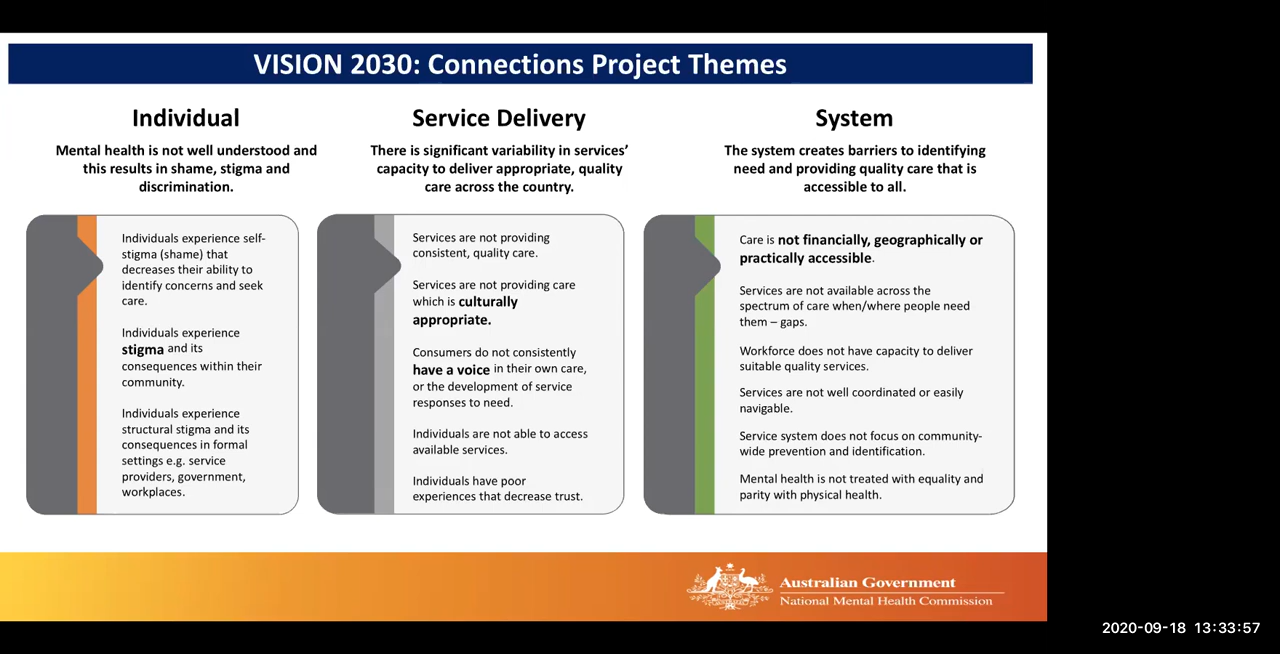 VISION 2030: Connections Project Themes
Individual
Mental health is not well understood and
this results in shame, stigma and
discrimination.
Individuals experience self-
stigma (shame) that
decreases their ability to
identify concerns and seek
care.
Individuals experience
stigma and its
consequences within their
community.
Individuals experience
structural stigma and its
consequences in formal
settings e.g. service
providers, government,
workplaces.
Service Delivery
There is significant variability in services’
capacity to deliver appropriate, quality
care across the country.
Services are not providing
consistent, quality care.
Services are not providing care
which is culturally
appropriate.
Consumers do not consistently
have a voice in their own care,
or the development of service
responses to need.
Individuals are not able to access
available services.
Individuals have poor
experiences that decrease trust.
System
The system creates barriers to identifying
need and providing quality care that is
accessible to all.
Care is not financially, geographically or
practically accessible.
Services are not available across the
spectrum of care when/where people need
them – gaps.
Workforce does not have capacity to deliver
suitable quality services.
Services are not well coordinated or easily
navigable.
Service system does not focus on community-
wide prevention and identification.
Mental health is not treated with equality and
parity with physical health.
Australian Government
National Mental Health Commission
2020-09-18 13:33:57